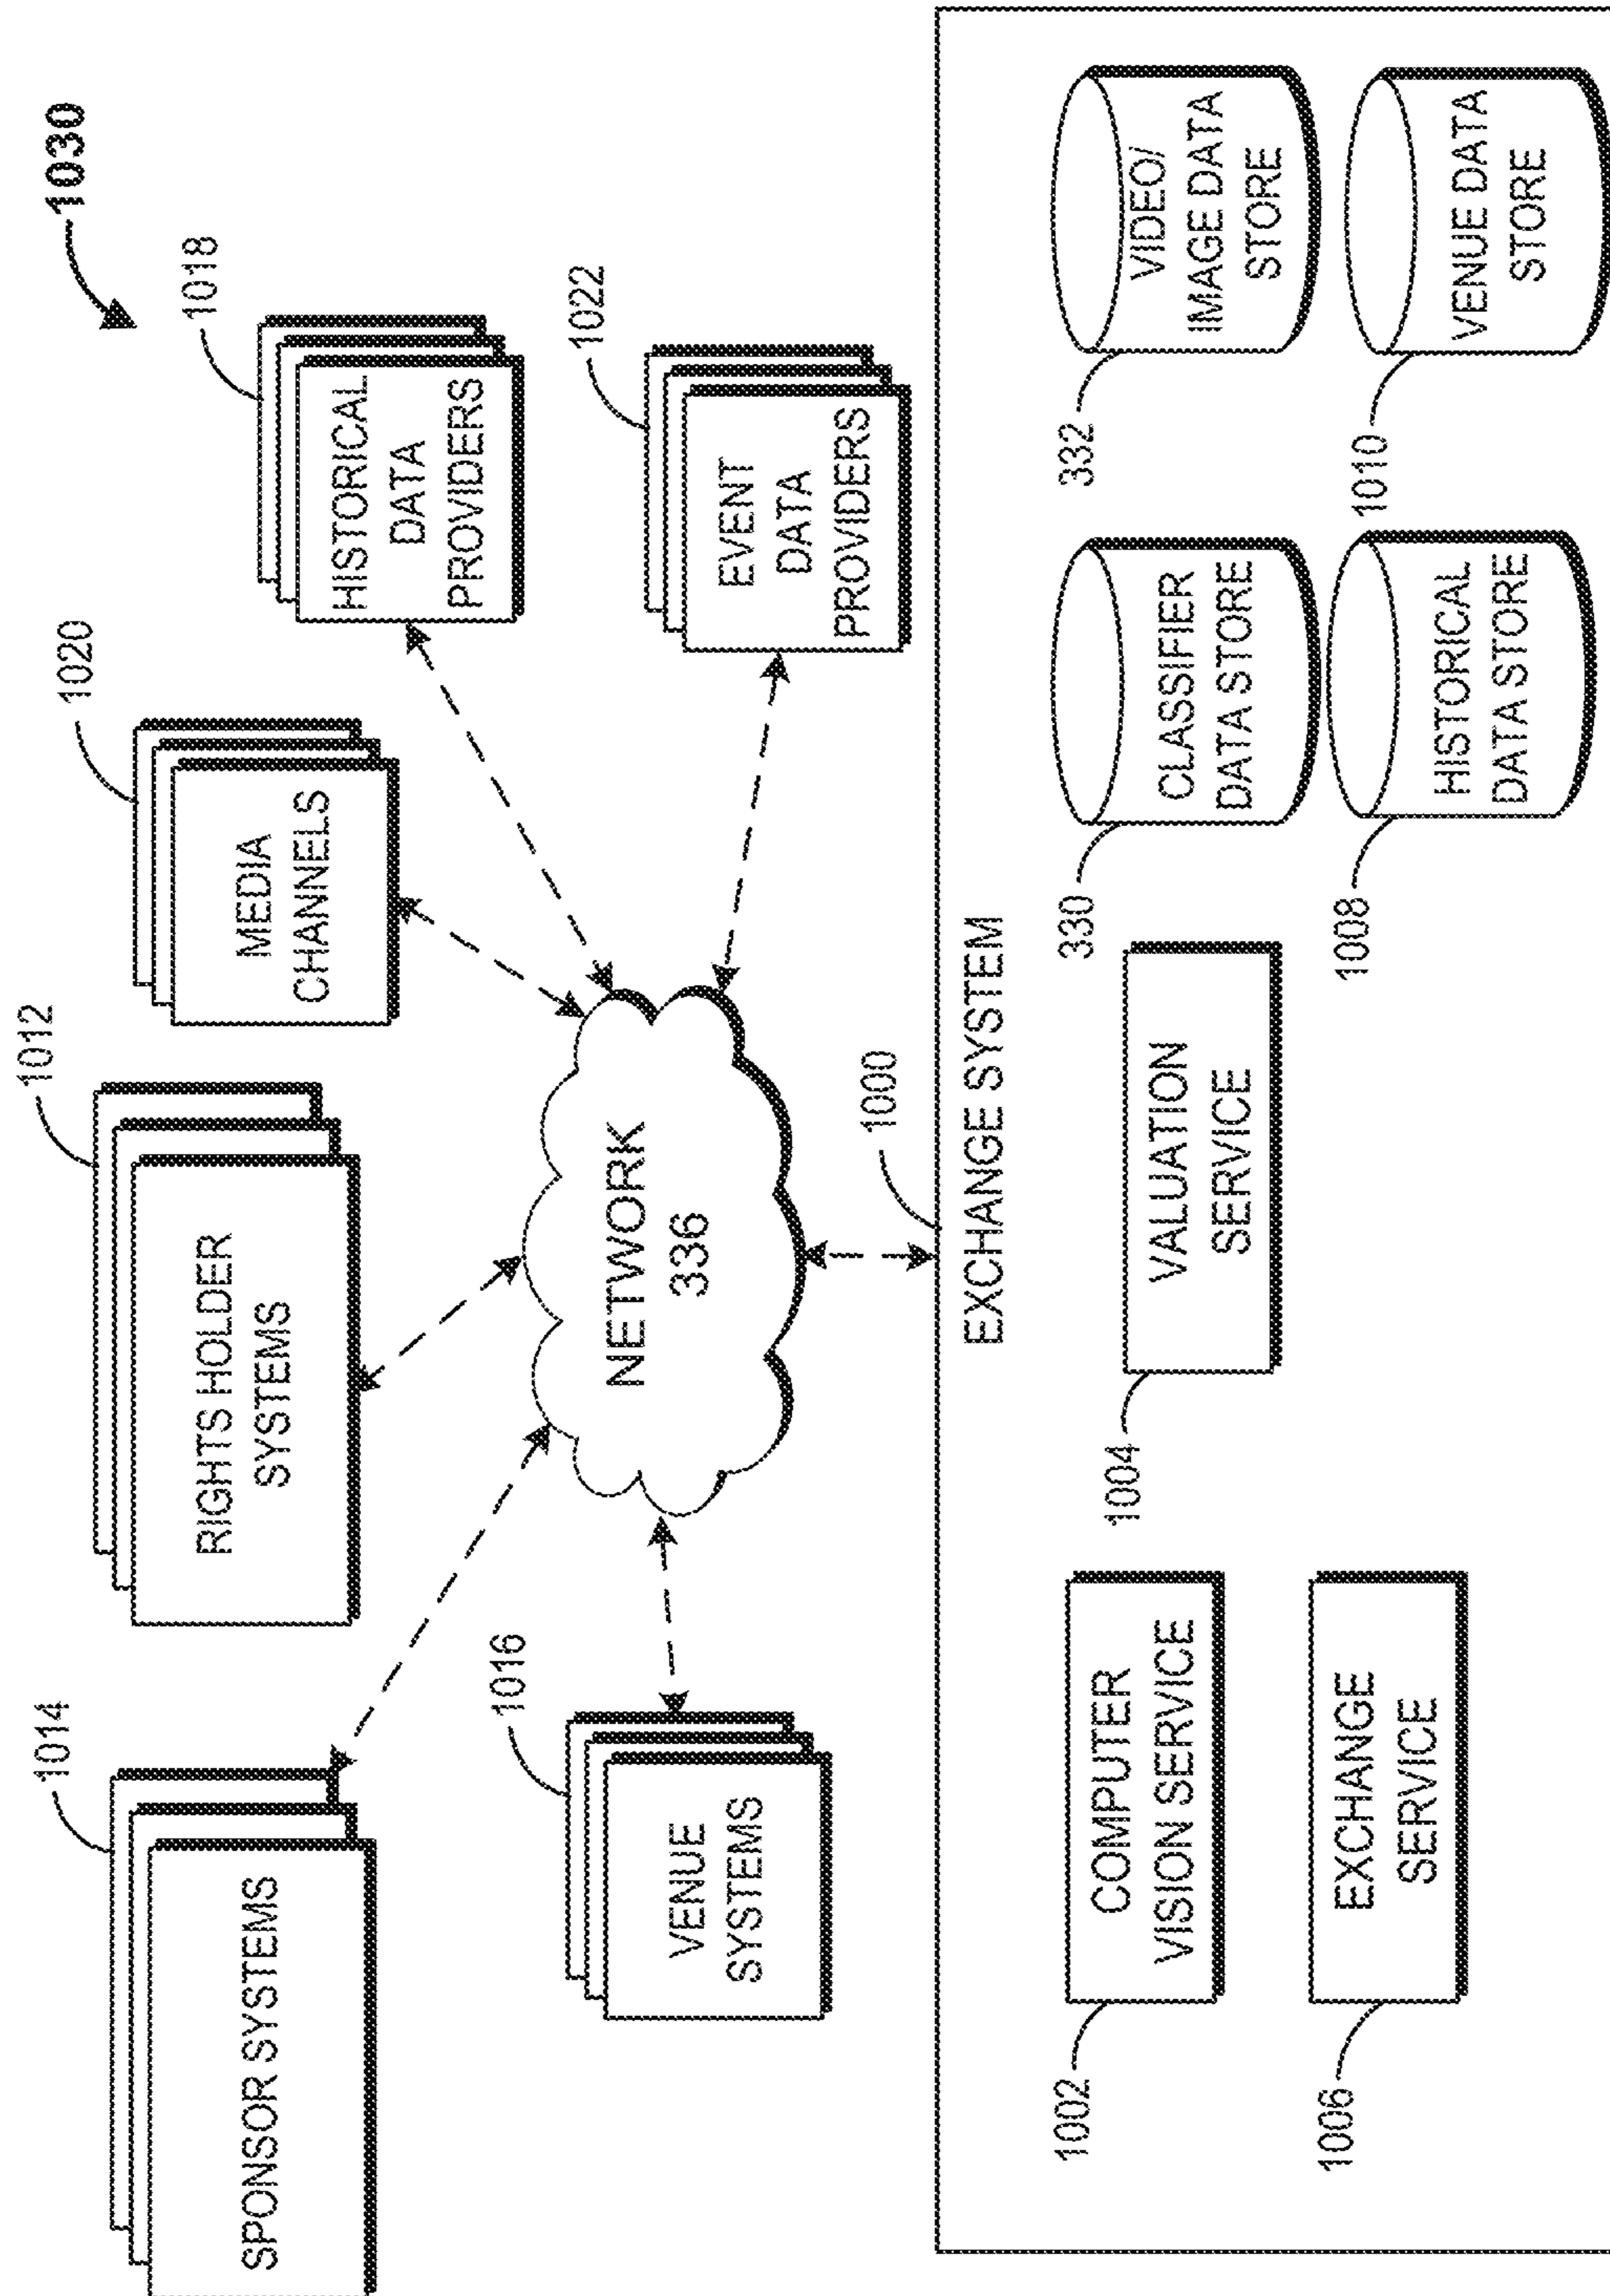 1030
1014
SPONSOR SYSTEMS
1012
RIGHTS HOLDER
SYSTEMS
1020
MEDIA
CHANNELS
1018
HISTORICAL
DATA
PROVIDERS
1016
VENUE
SYSTEMS
NETWORK
336
1022
EVENT
DATA
PROVIDERS
1000
EXCHANGE SYSTEM
1002
COMPUTER
VISION SERVICE
1004
VALUATION
SERVICE
330
CLASSIFIER
DATA STORE
332
VIDEO/
IMAGE DATA
STORE
1006
EXCHANGE
SERVICE
1008
HISTORICAL
DATA STORE
1010
VENUE DATA
STORE